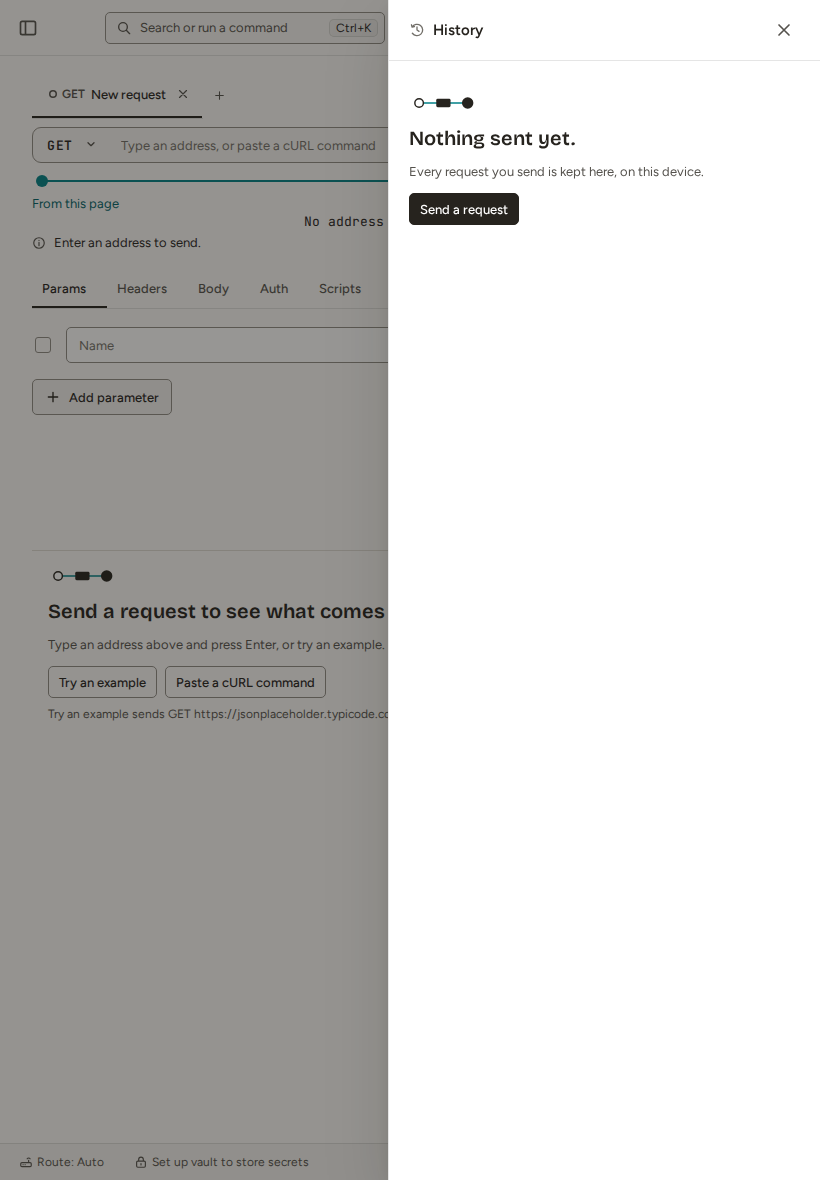 Search or run a command
Ctrl+K
GET New request
GET
Type an address, or paste a cURL command
From this page
No address
Enter an address to send.
Params
Headers
Body
Auth
Scripts
Name
Add parameter
Send a request to see what comes
Type an address above and press Enter, or try an example.
Try an example
Paste a cURL command
Try an example sends GET https://jsonplaceholder.typicode.co
Route: Auto
Set up vault to store secrets
History
Nothing sent yet.
Every request you send is kept here, on this device.
Send a request